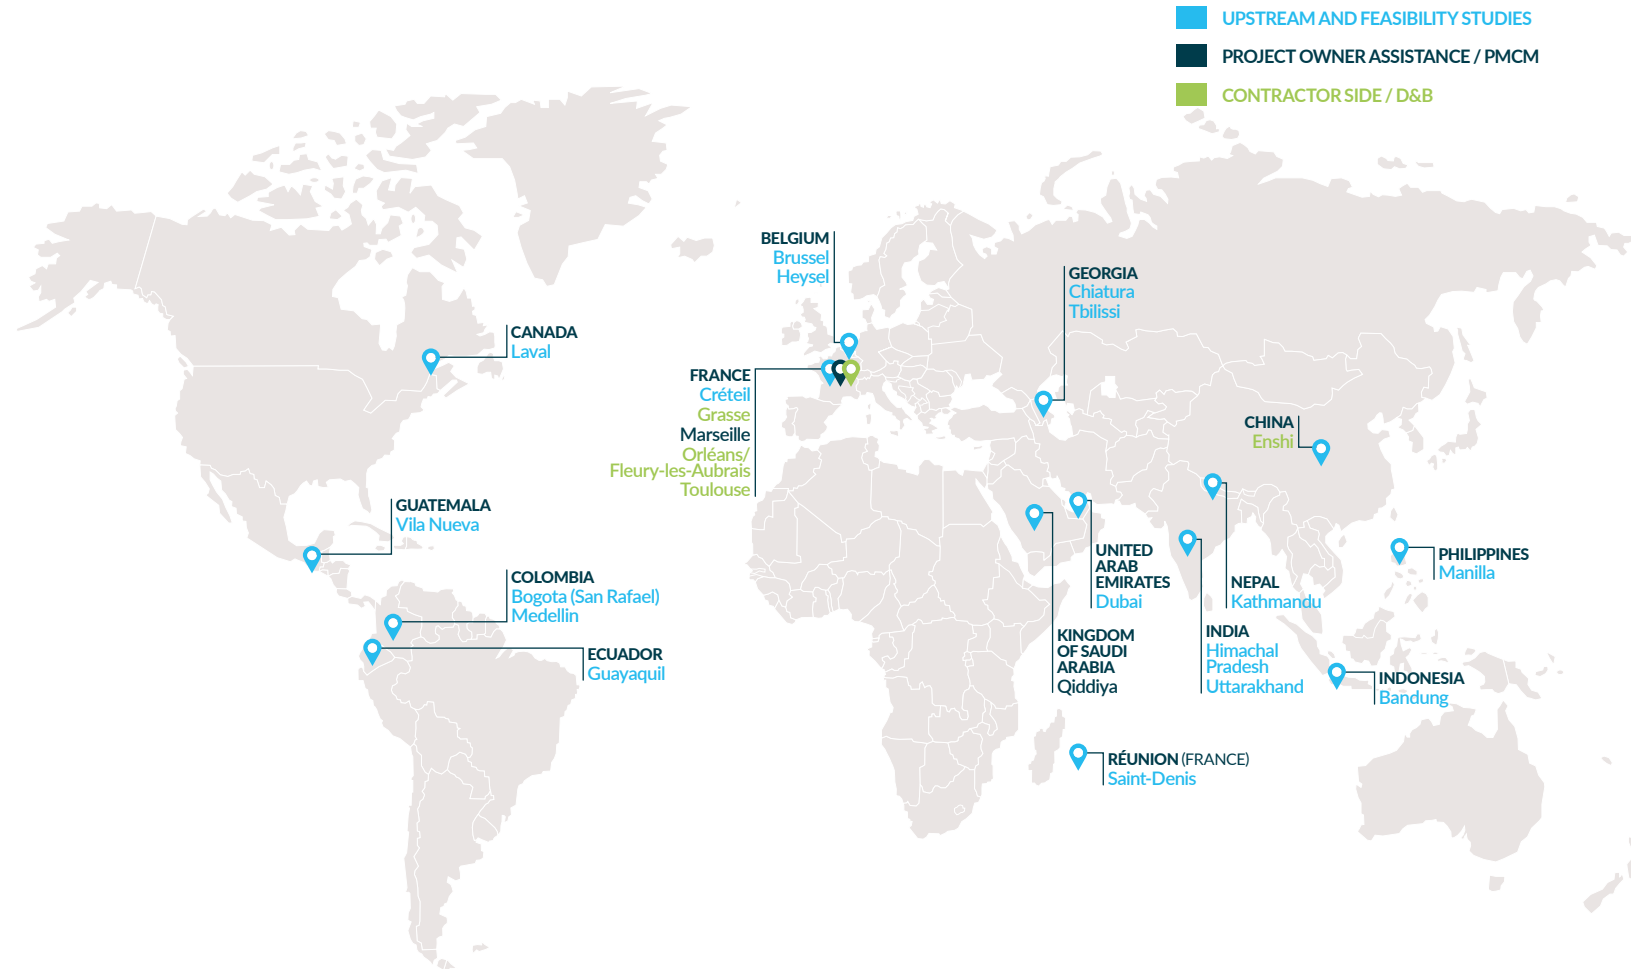 UPSTREAM AND FEASIBILITY STUDIES
PROJECT OWNER ASSISTANCE / PMCM
CONTRACTOR SIDE / D&B
BELGIUM
Brussel
Heysel
GEORGIA
Chiatura
Tbilissi
CANADA
Laval
FRANCE
Créteil
Grasse
Marseille
Orléans/
Fleury-les-Aubrais
Toulouse
CHINA
Enshi
GUATEMALA
Vila Nueva
COLOMBIA
Bogota (San Rafael)
Medellin
ECUADOR
Guayaquil
UNITED
ARAB
EMIRATES
Dubai
KINGDOM
OF SAUDI
ARABIA
Qiddiya
NEPAL
Kathmandu
INDIA
Himachal
Pradesh
Uttarakhand
PHILIPPINES
Manilla
INDONESIA
Bandung
RÉUNION (FRANCE)
Saint-Denis